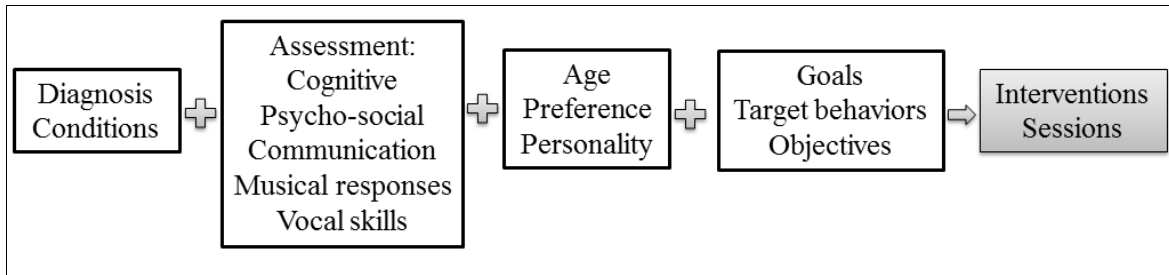 Diagnosis
Conditions
Assessment:
Cognitive
Psycho-social
Communication
Musical responses
Vocal skills
Age
Preference
Personality
Goals
Target behaviors
Objectives
Interventions
Sessions